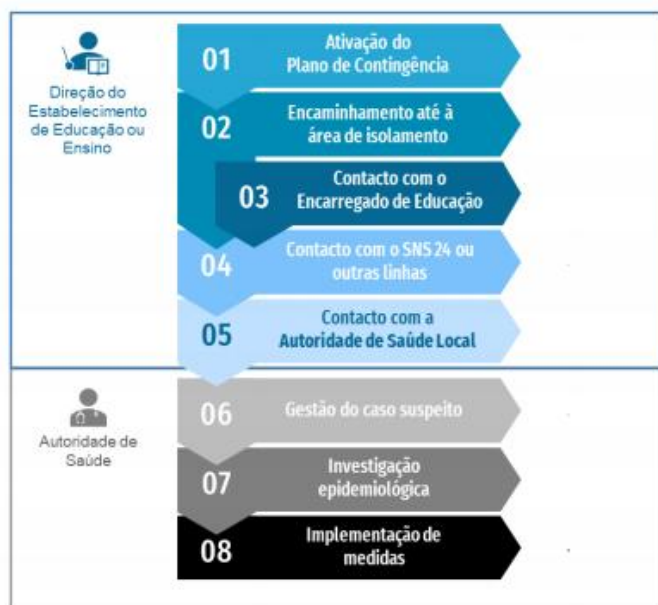 Direção do
Estabelecimento
de Educação ou
Ensino
01
Ativação do
Plano de Contingência
02
Encaminhamento até à
área de isolamento
03
Contacto com o
Encarregado de Educação
04
Contacto com o SNS 24 ou
outras linhas
05
Contacto com a
Autoridade de Saúde Local
Autoridade de
Saúde
06
Gestão do caso suspeito
07
Investigação
epidemiológica
08
Implementação de
medidas